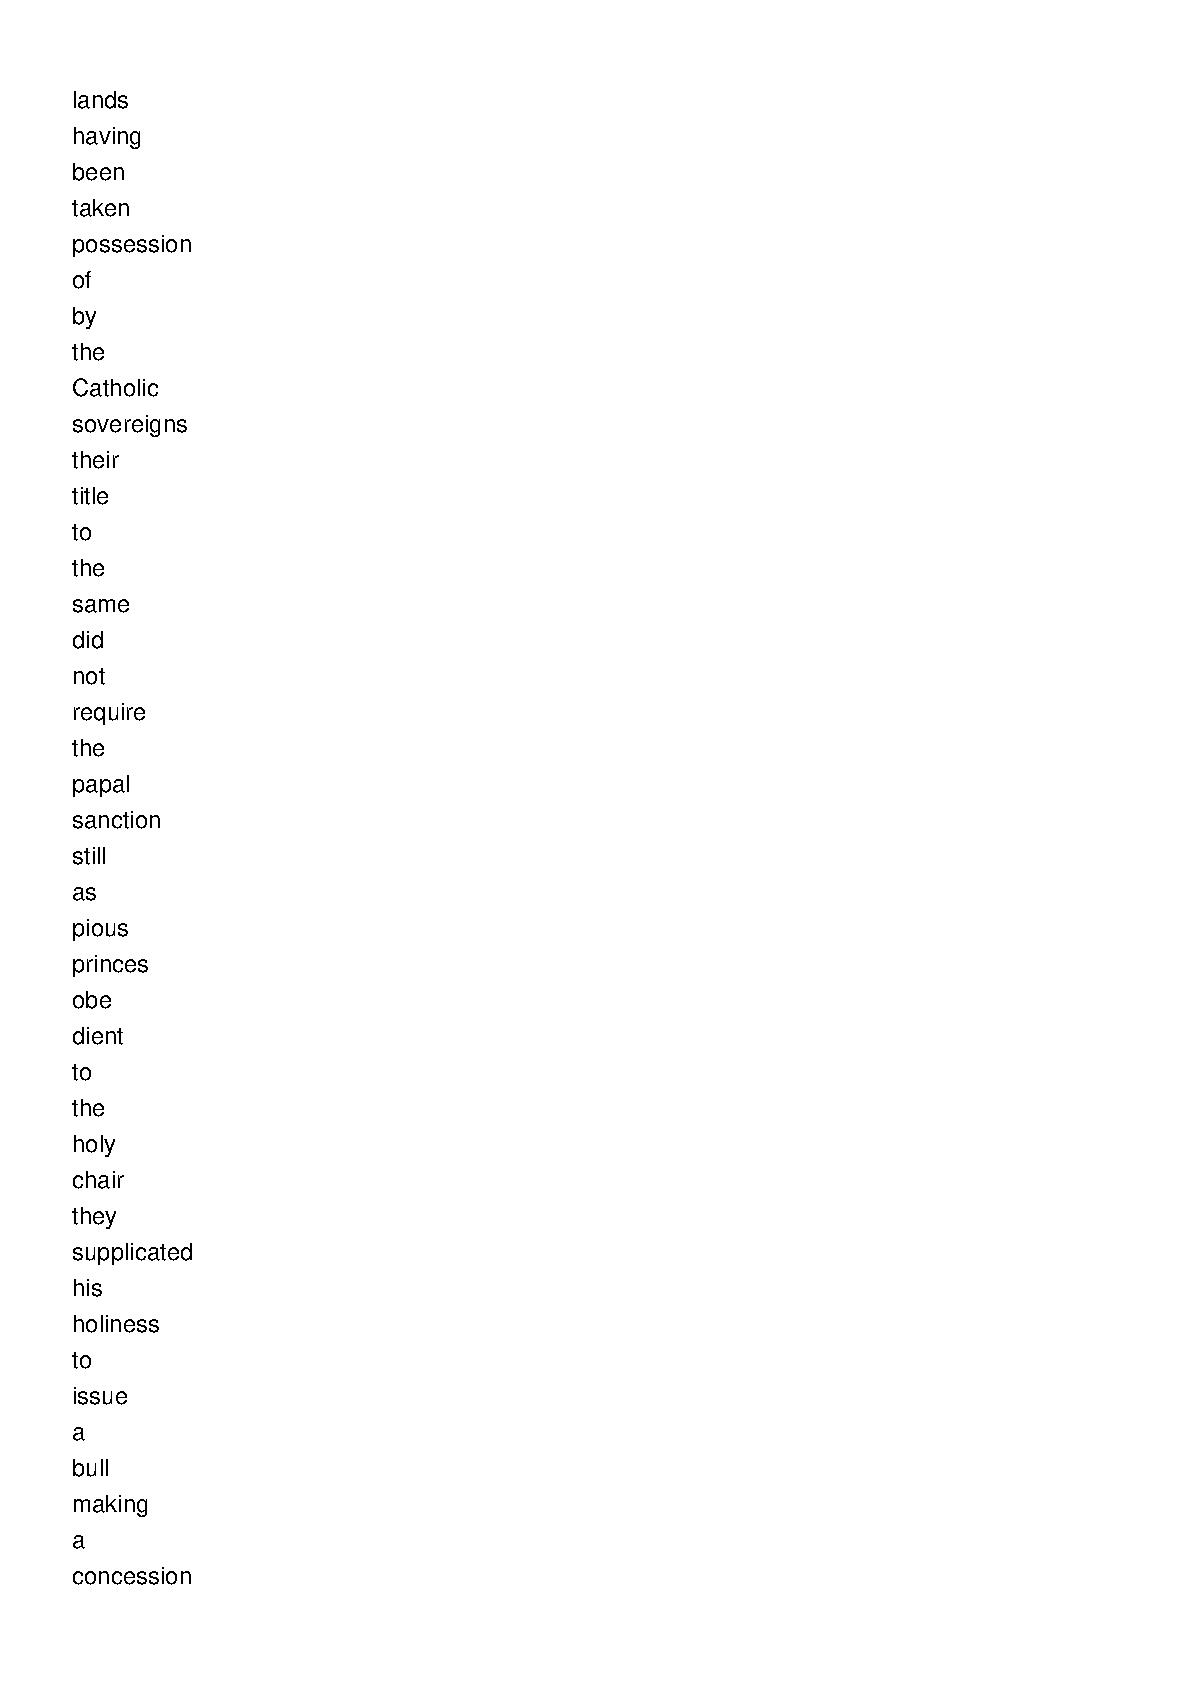 lands
having
been
taken
possession
of
by
the
Catholic
sovereigns
their
title
to
the
same
did
not
require
the
papal
sanction
still
as
pious
princes
obe
dient
to
the
holy
chair
they
supplicated
his
holiness
to
issue
a
bull
making
a
concession